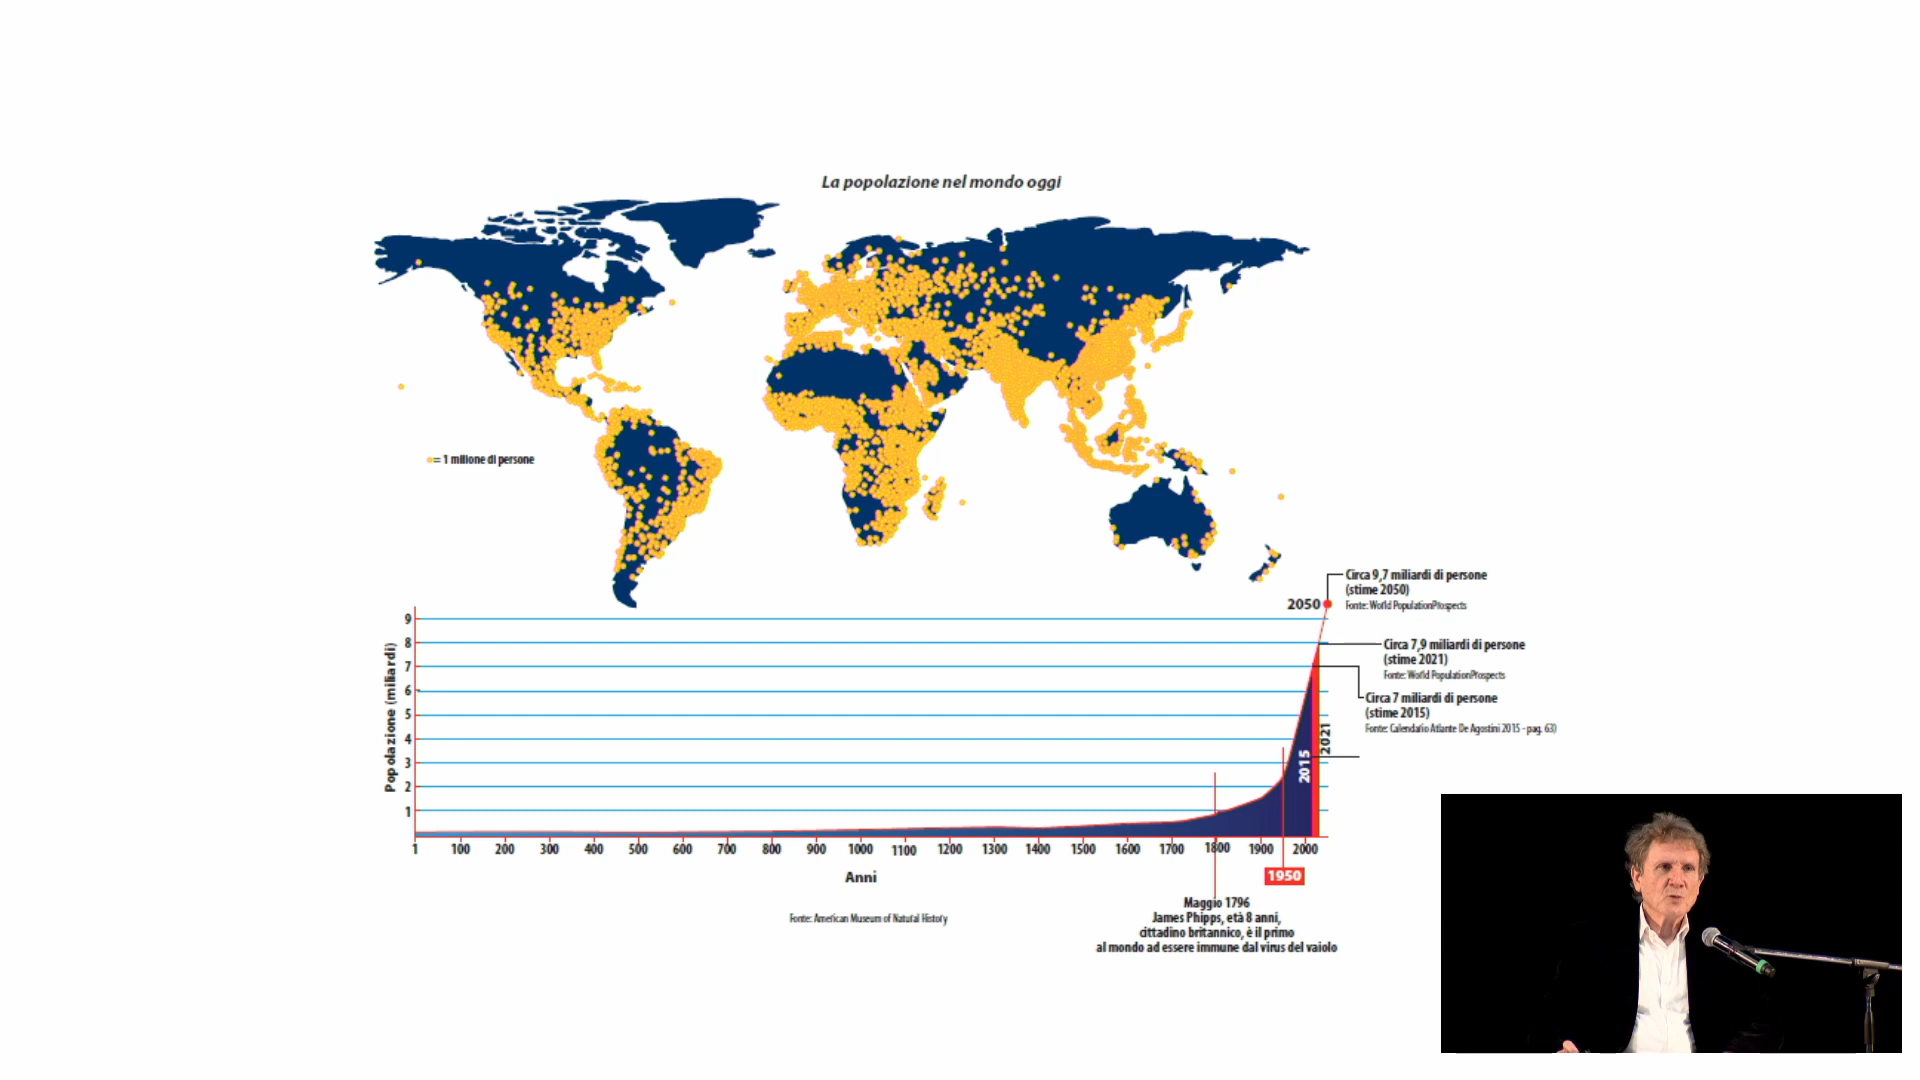 La popolazione nel mondo oggi
= 1 milione di persone
Circa 9,7 miliardi di persone
(stime 2050)
Fonte: World PopulationProspects
2050
Circa 7,9 miliardi di persone
(stime 2021)
Fonte: World PopulationProspects
Circa 7 miliardi di persone
(stime 2015)
Fonte: Calendario Atlante De Agostini 2015 - pag. 63)
Popolazione (miliardi)
9
8
7
6
5
4
3
2
1
2015
2021
1 100 200 300 400 500 600 700 800 900 1000 1100 1200 1300 1400 1500 1600 1700 1800 1900 2000
Anni
1950
Fonte: American Museum of Natural History
Maggio 1796
James Phipps, età 8 anni,
cittadino britannico, è il primo
al mondo ad essere immune dal virus del vaiolo